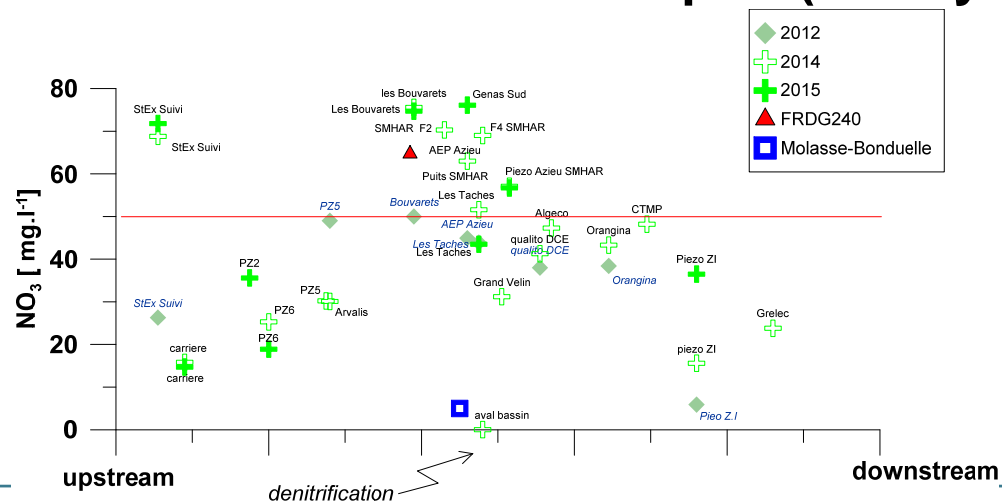 2012
2014
2015
FRDG240
Molasse-Bonduelle
NO3 [ mg.l-1]
80
60
40
20
0
les Bouvarets
Genas Sud
StEx Suivi
Les Bouvarets
SMHAR F2
F4 SMHAR
StEx Suivi
AEP Azieu
Puits SMHAR
Piezo Azieu SMHAR
Les Taches
PZ5
Bouvarets
CTMP
Algeco
AEP Azieu
Orangina
qualito DCE
Les Taches
qualito DCE
Les Taches
PZ2
Piezo ZI
Grand Velin
Orangina
PZ5
StEx Suivi
PZ6
Arvalis
Grelec
PZ6
carriere
piezo ZI
carriere
aval bassin
Pieo Z.I
upstream
downstream
denitrification